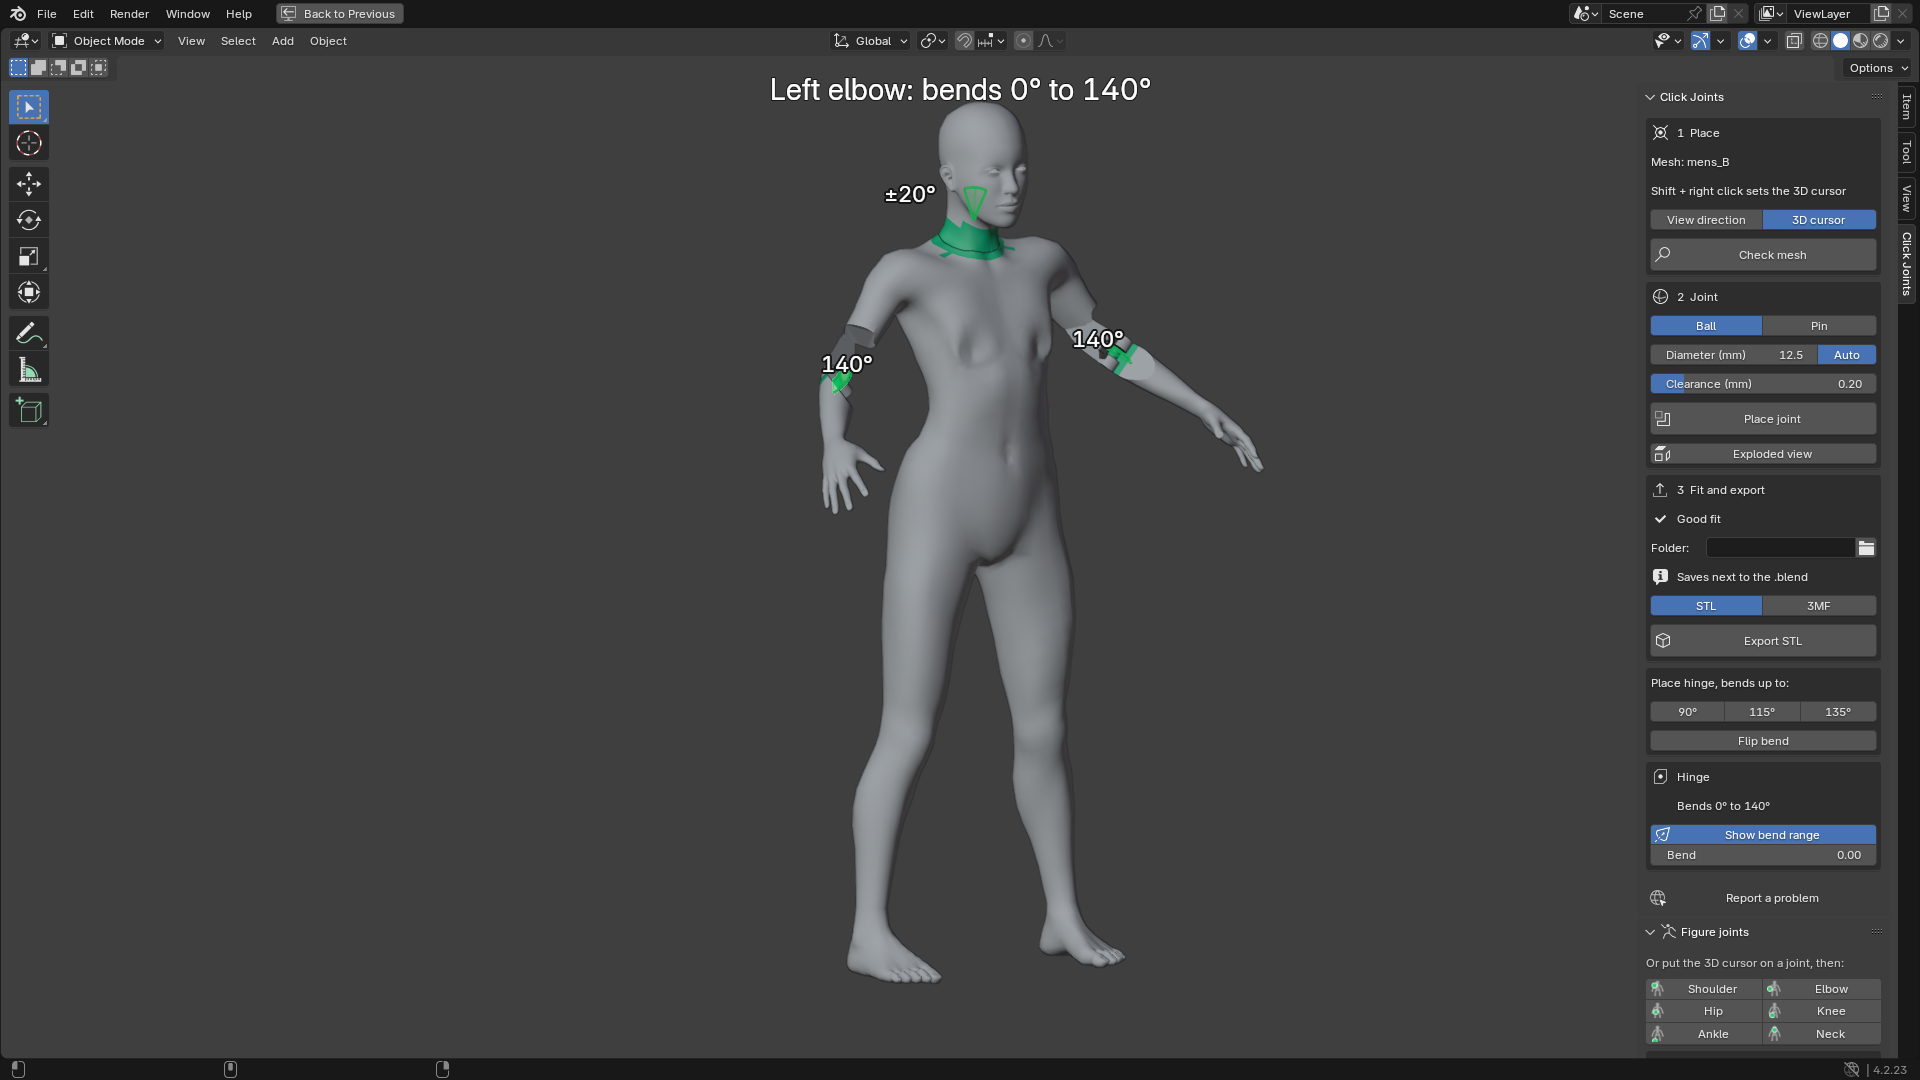 File Edit Render Window Help Back to Previous Scene ViewLayer
Object Mode View Select Add Object Global
Options
Left elbow: bends 0° to 140°
±20°
140°
140°
Click Joints
1 Place
Mesh: mens_B
Shift + right click sets the 3D cursor
View direction 3D cursor
Check mesh
2 Joint
Ball Pin
Diameter (mm) 12.5 Auto
Clearance (mm) 0.20
Place joint
Exploded view
3 Fit and export
Good fit
Folder:
Saves next to the .blend
STL 3MF
Export STL
Place hinge, bends up to:
90° 115° 135°
Flip bend
Hinge
Bends 0° to 140°
Show bend range
Bend 0.00
Report a problem
Figure joints
Or put the 3D cursor on a joint, then:
Shoulder Elbow
Hip Knee
Ankle Neck
Item
Tool
View
Click Joints
4.2.23